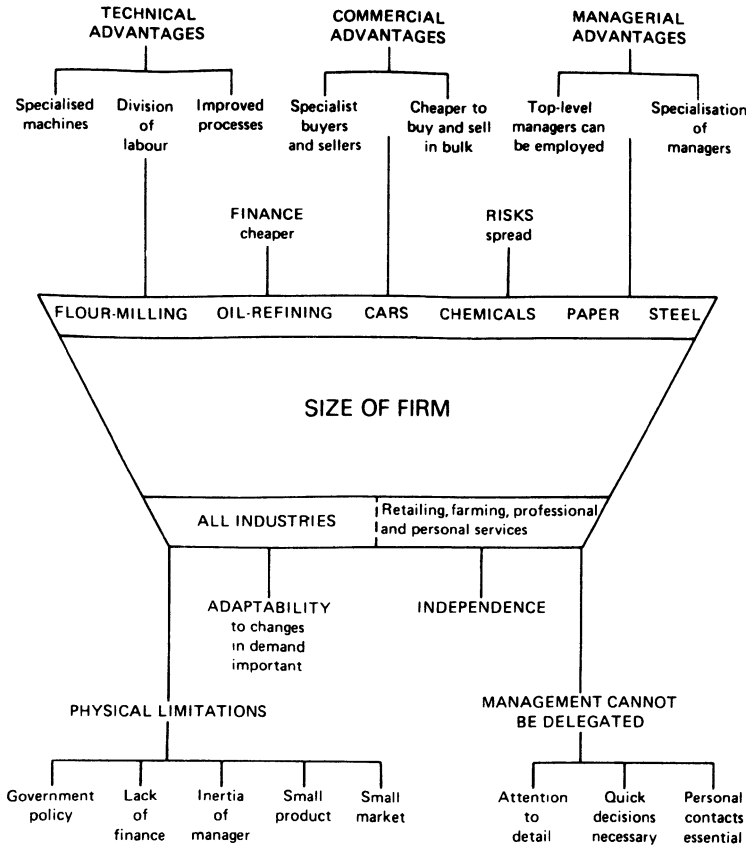 TECHNICAL
ADVANTAGES
COMMERCIAL
ADVANTAGES
MANAGERIAL
ADVANTAGES
Specialised
machines
Division
of
labour
Improved
processes
Specialist
buyers
and sellers
Cheaper to
buy and sell
in bulk
Top-level
managers can
be employed
Specialisation
of
managers
FINANCE
cheaper
RISKS
spread
FLOUR-MILLING OIL-REFINING CARS CHEMICALS PAPER STEEL
SIZE OF FIRM
ALL INDUSTRIES
Retailing, farming, professional
and personal services
ADAPTABILITY
to changes
in demand
important
INDEPENDENCE
PHYSICAL LIMITATIONS
MANAGEMENT CANNOT
BE DELEGATED
Government
policy
Lack
of
finance
Inertia
of
manager
Small
product
Small
market
Attention
to
detail
Quick
decisions
necessary
Personal
contacts
essential